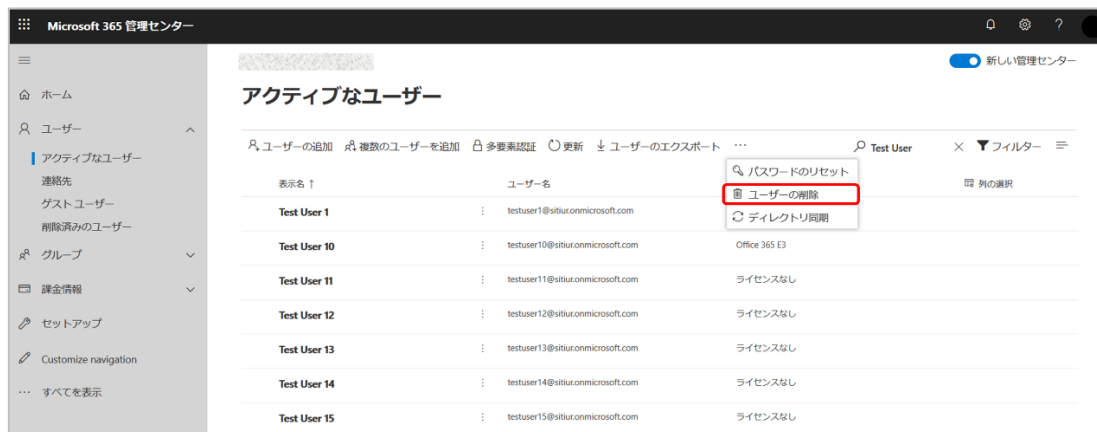 Microsoft 365 管理センター
?
新しい管理センター
ホーム
アクティブなユーザー
ユーザー
ユーザーの追加 複数のユーザーを追加 多要素認証 更新 ユーザーのエクスポート ··· Test User × フィルター
アクティブなユーザー
連絡先
ゲスト ユーザー
削除済みのユーザー
グループ
課金情報
セットアップ
Customize navigation
··· すべてを表示
パスワードのリセット
ユーザーの削除
ディレクトリ同期
表示名 ↑ ユーザー名 列の選択
Test User 1 testuser1@sitiur.onmicrosoft.com
Test User 10 testuser10@sitiur.onmicrosoft.com Office 365 E3
Test User 11 testuser11@sitiur.onmicrosoft.com ライセンスなし
Test User 12 testuser12@sitiur.onmicrosoft.com ライセンスなし
Test User 13 testuser13@sitiur.onmicrosoft.com ライセンスなし
Test User 14 testuser14@sitiur.onmicrosoft.com ライセンスなし
Test User 15 testuser15@sitiur.onmicrosoft.com ライセンスなし